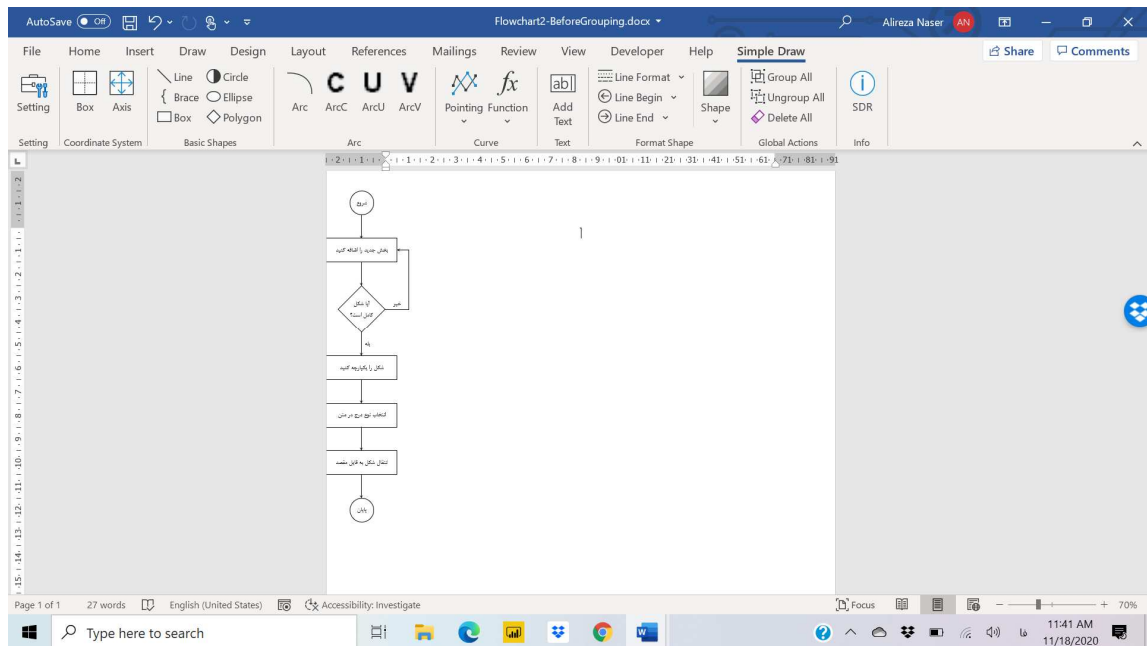 AutoSave Off Flowchart2-BeforeGrouping.docx Alireza Naser AN
File Home Insert Draw Design Layout References Mailings Review View Developer Help Simple Draw Share Comments
Setting Box Axis Line Circle Brace Ellipse Box Polygon Arc ArcC ArcU ArcV Pointing Function Add Text Line Format Line Begin Line End Shape Group All Ungroup All Delete All SDR
Setting Coordinate System Basic Shapes Arc Curve Text Format Shape Global Actions Info
شروع
بخش جدید را اضافه کنید
آیا شکل
کامل است؟
خیر
بله
شکل را یکپارچه کنید
انتخاب نوع درج در متن
انتقال شکل به فایل مقصد
پایان
Page 1 of 1 27 words English (United States) Accessibility: Investigate Focus 70%
Type here to search فا 11:41 AM
11/18/2020